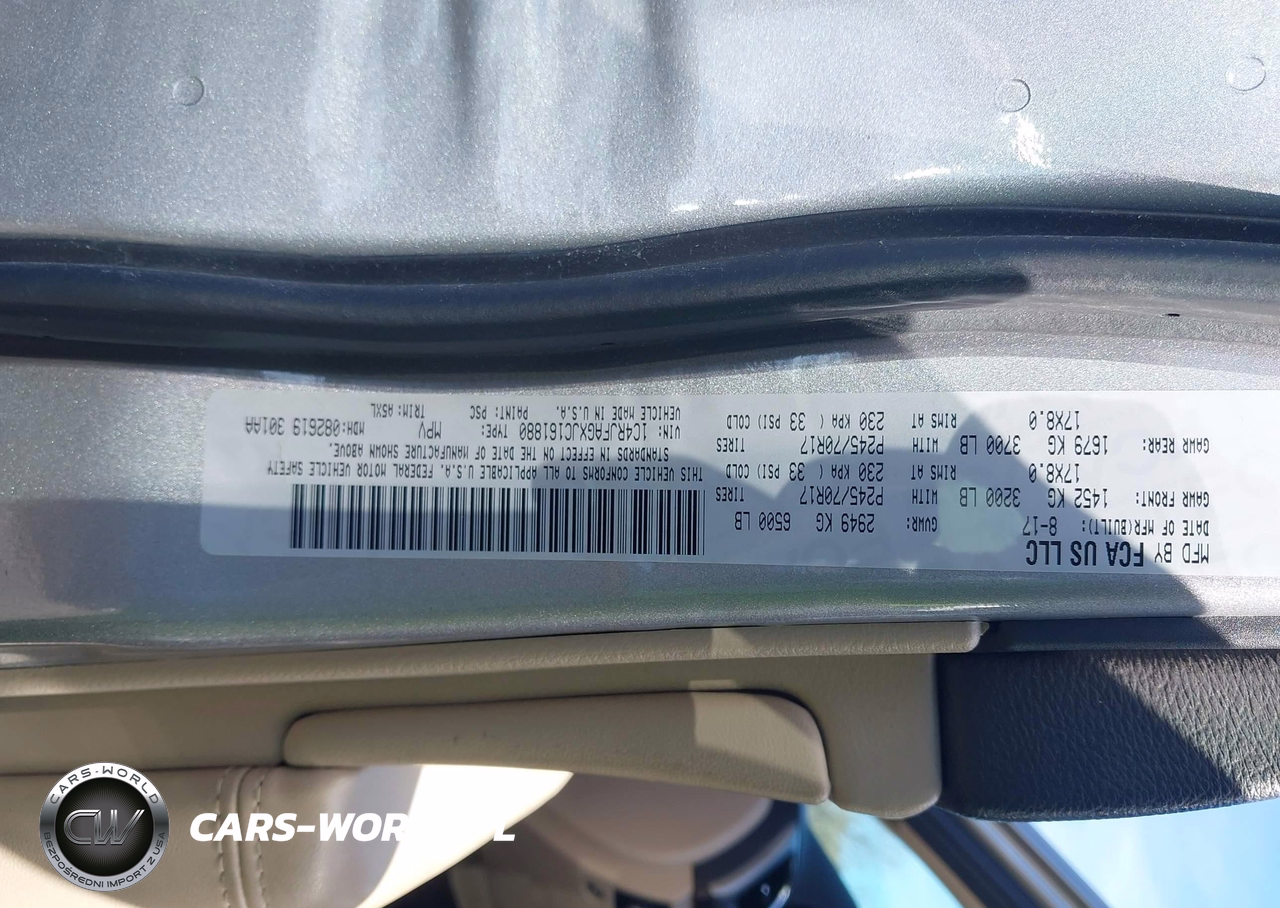 MFD BY FCA US LLC
DATE OF MFR(BUILT): 8-17 GVWR: 2949 KG 6500 LB
GAWR FRONT: 1452 KG 3200 LB WITH P245/70R17 TIRES
17X8.0 RIMS AT 230 KPA ( 33 PSI) COLD
GAWR REAR: 1679 KG 3700 LB WITH P245/70R17 TIRES
17X8.0 RIMS AT 230 KPA ( 33 PSI) COLD
THIS VEHICLE CONFORMS TO ALL APPLICABLE U.S.A. FEDERAL MOTOR VEHICLE SAFETY
STANDARDS IN EFFECT ON THE DATE OF MANUFACTURE SHOWN ABOVE.
VIN: 1C4RJFAGXJC161880 TYPE: MPV MDH:082619 301AA
VEHICLE MADE IN U.S.A. PAINT: PSC TRIM: A5XL
CARS-WORLD
CW
BEZPOŚREDNI IMPORT Z USA